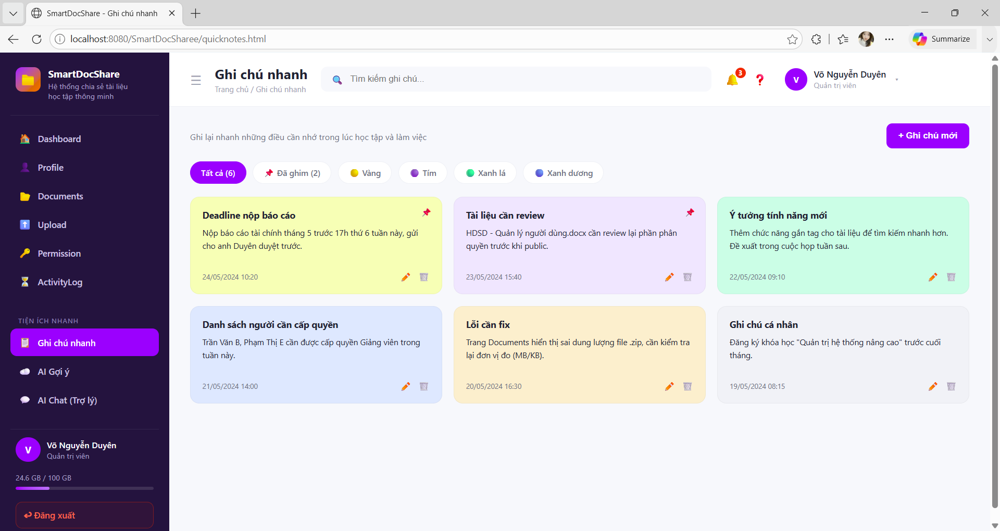 SmartDocShare - Ghi chú nhanh
localhost:8080/SmartDocSharee/quicknotes.html
Summarize
SmartDocShare
Hệ thống chia sẻ tài liệu
học tập thông minh
Dashboard
Profile
Documents
Upload
Permission
ActivityLog
TIỆN ÍCH NHANH
Ghi chú nhanh
AI Gợi ý
AI Chat (Trợ lý)
V
Võ Nguyễn Duyên
Quản trị viên
24.6 GB / 100 GB
Đăng xuất
Ghi chú nhanh
Trang chủ / Ghi chú nhanh
Tìm kiếm ghi chú...
3
V
Võ Nguyễn Duyên
Quản trị viên
Ghi lại nhanh những điều cần nhớ trong lúc học tập và làm việc
+ Ghi chú mới
Tất cả (6)
Đã ghim (2)
Vàng
Tím
Xanh lá
Xanh dương
Deadline nộp báo cáo
Nộp báo cáo tài chính tháng 5 trước 17h thứ 6 tuần này, gửi
cho anh Duyên duyệt trước.
24/05/2024 10:20
Tài liệu cần review
HDSD - Quản lý người dùng.docx cần review lại phần phân
quyền trước khi public.
23/05/2024 15:40
Ý tưởng tính năng mới
Thêm chức năng gắn tag cho tài liệu để tìm kiếm nhanh hơn.
Đề xuất trong cuộc họp tuần sau.
22/05/2024 09:10
Danh sách người cần cấp quyền
Trần Văn B, Phạm Thị E cần được cấp quyền Giảng viên trong
tuần này.
21/05/2024 14:00
Lỗi cần fix
Trang Documents hiển thị sai dung lượng file .zip, cần kiểm tra
lại đơn vị đo (MB/KB).
20/05/2024 16:30
Ghi chú cá nhân
Đăng ký khóa học "Quản trị hệ thống nâng cao" trước cuối
tháng.
19/05/2024 08:15